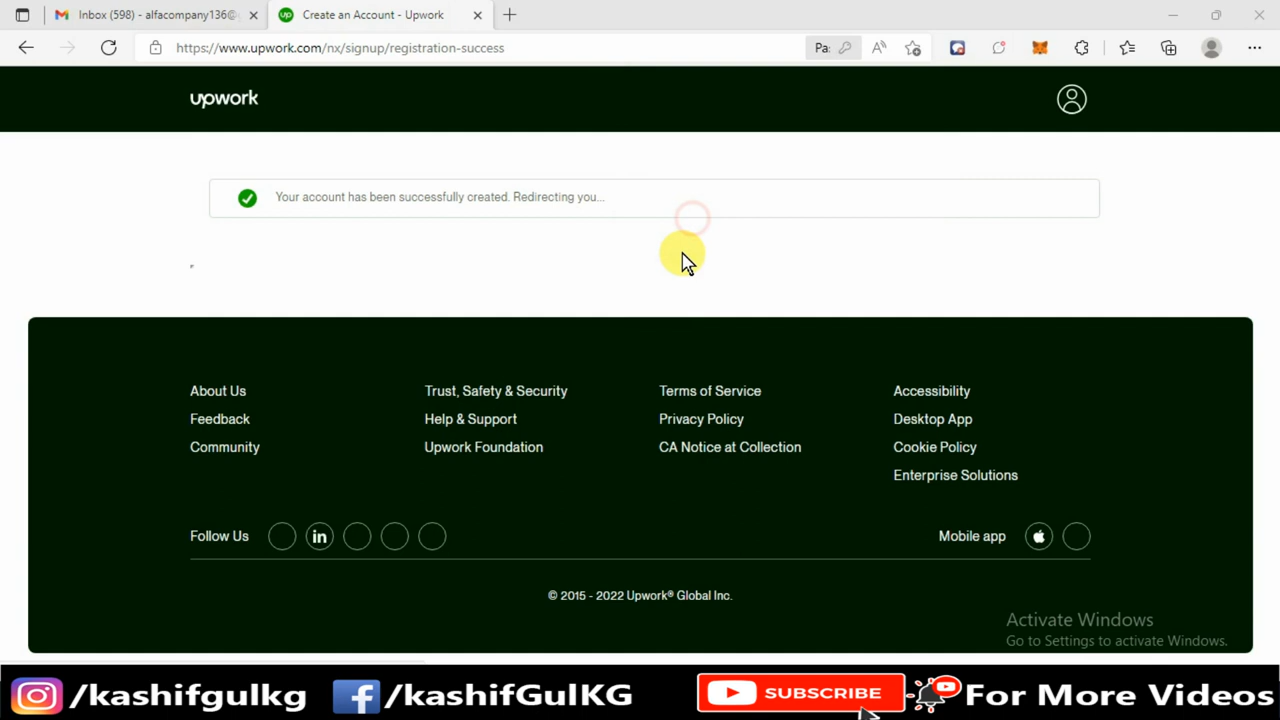 Inbox (598) - alfacompany136@
Create an Account - Upwork
https://www.upwork.com/nx/signup/registration-success
upwork
Your account has been successfully created. Redirecting you...
About Us
Trust, Safety & Security
Terms of Service
Accessibility
Feedback
Help & Support
Privacy Policy
Desktop App
Community
Upwork Foundation
CA Notice at Collection
Cookie Policy
Enterprise Solutions
Follow Us
in
Mobile app
© 2015 - 2022 Upwork® Global Inc.
Activate Windows
Go to Settings to activate Windows.
/kashifgulkg
/kashifGulKG
SUBSCRIBE
For More Videos